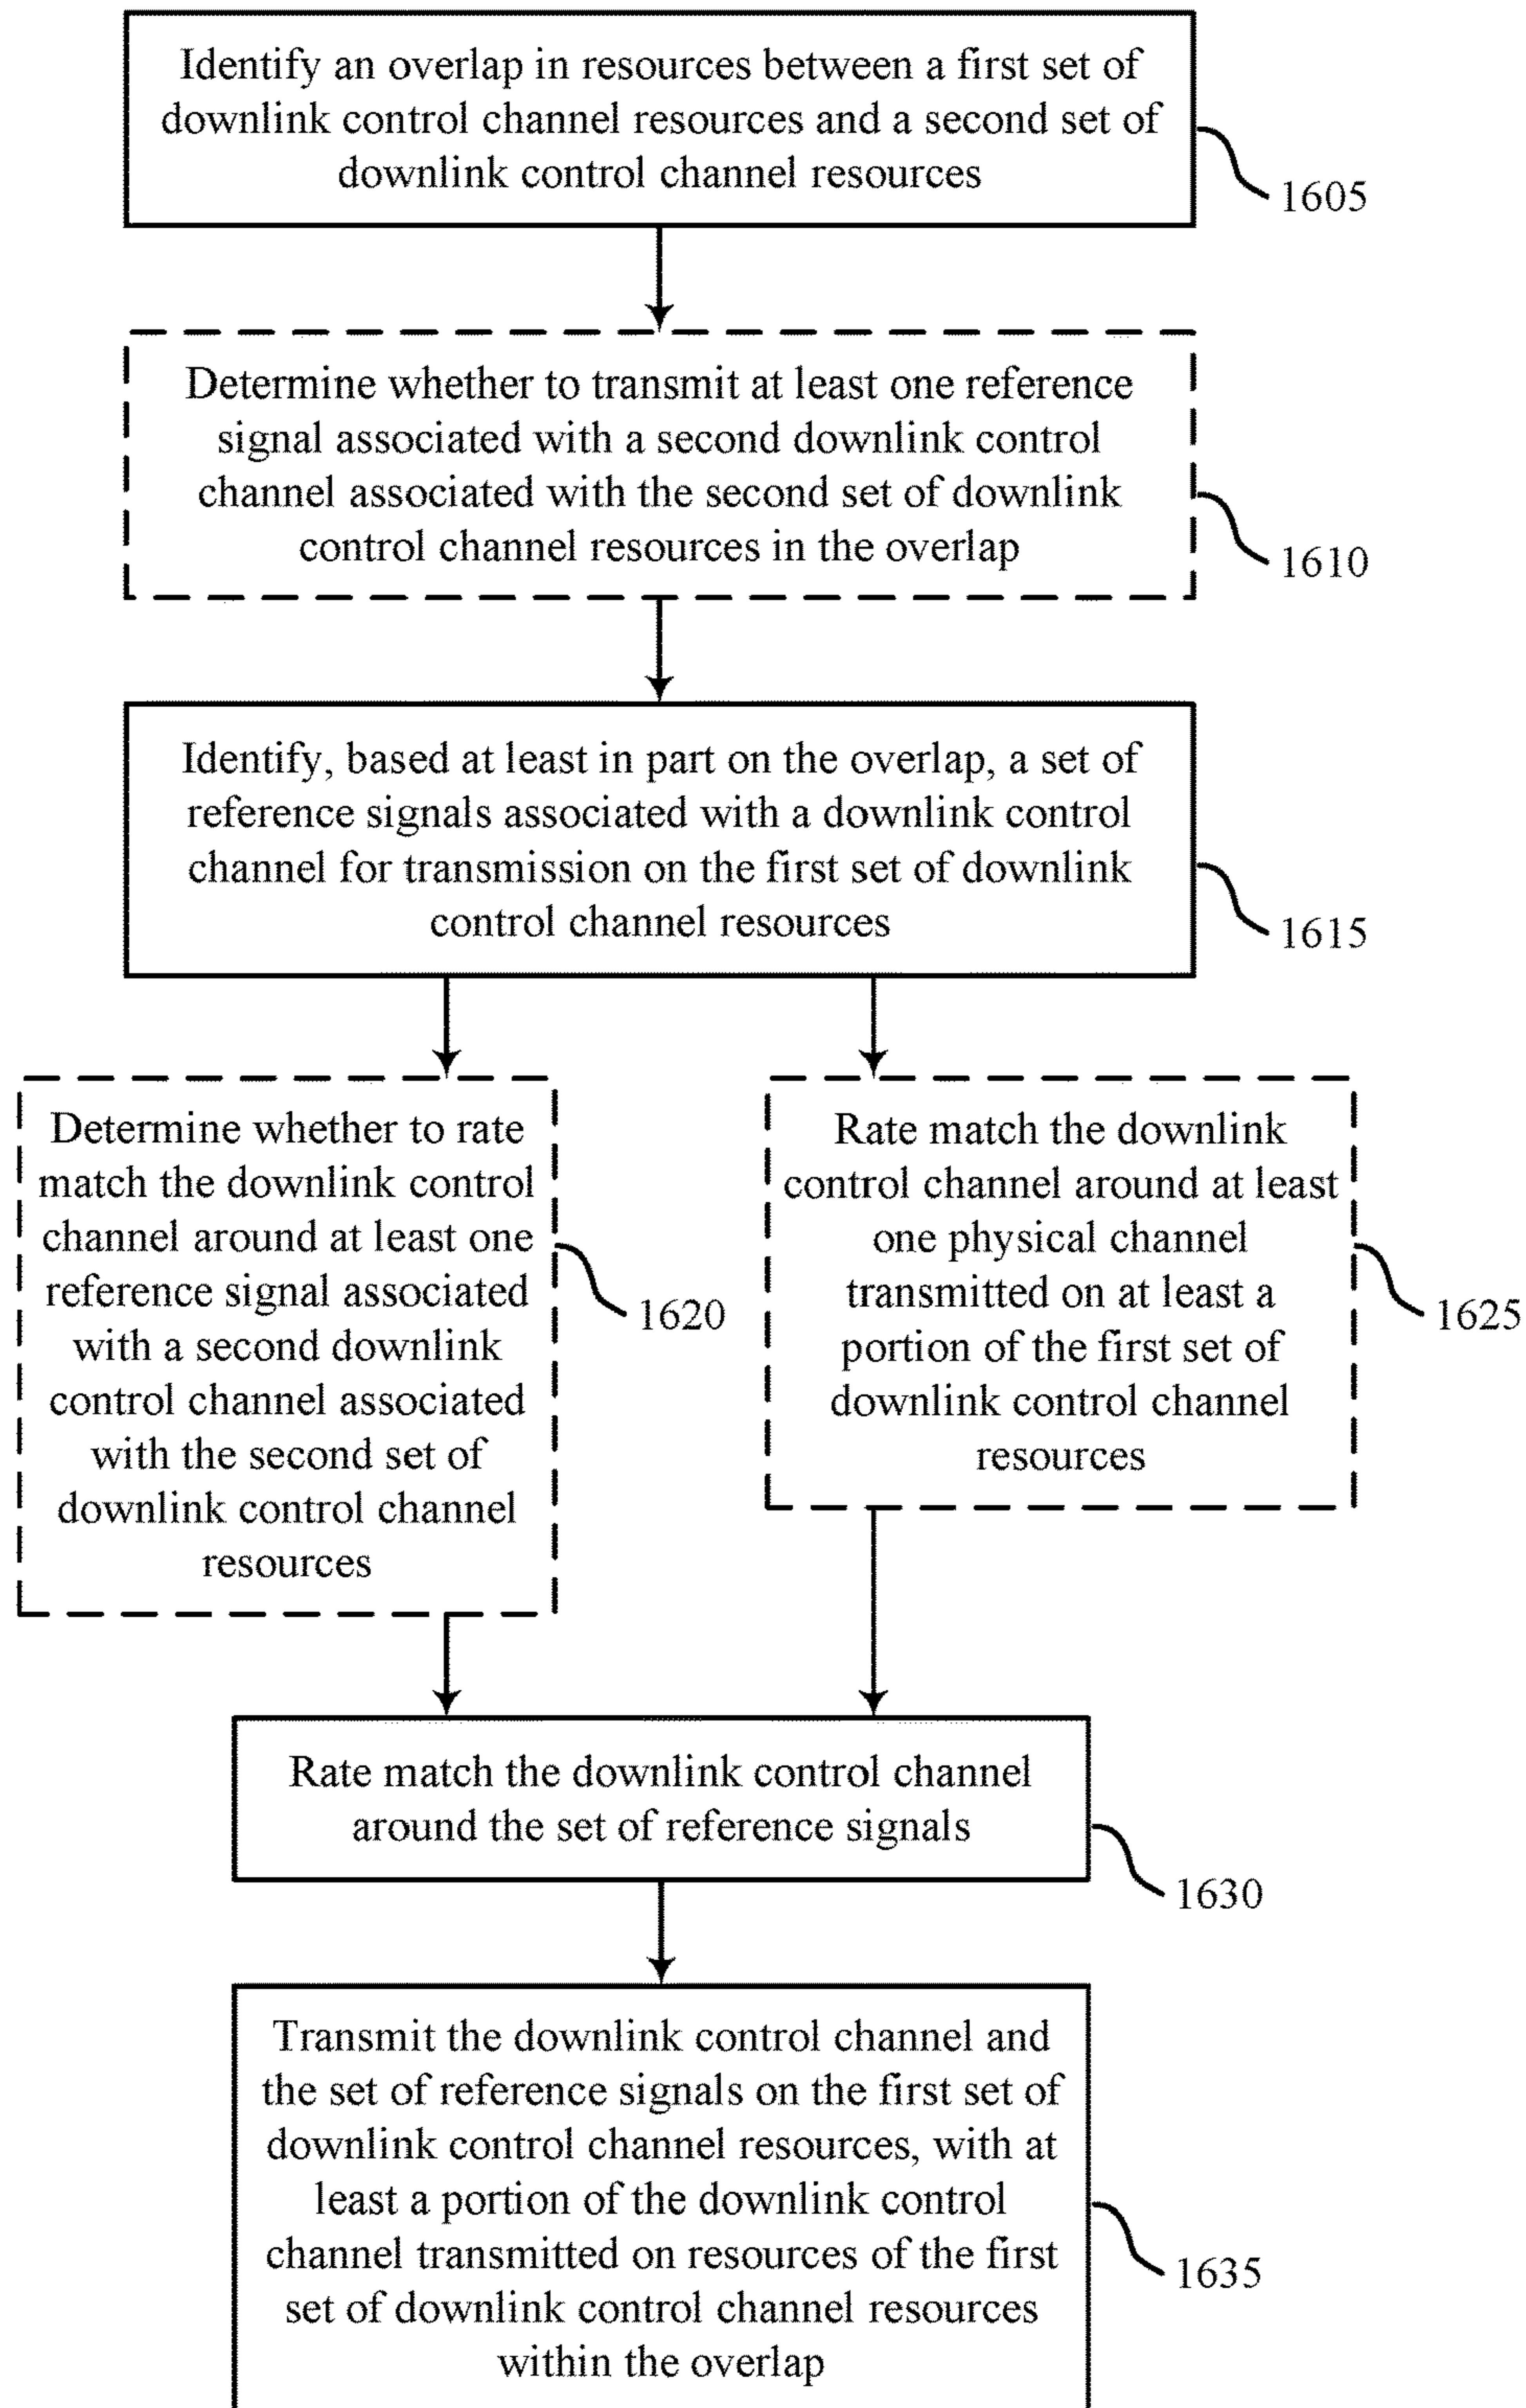 Identify an overlap in resources between a first set of
downlink control channel resources and a second set of
downlink control channel resources
1605
Determine whether to transmit at least one reference
signal associated with a second downlink control
channel associated with the second set of downlink
control channel resources in the overlap
1610
Identify, based at least in part on the overlap, a set of
reference signals associated with a downlink control
channel for transmission on the first set of downlink
control channel resources
1615
Determine whether to rate
match the downlink control
channel around at least one
reference signal associated
with a second downlink
control channel associated
with the second set of
downlink control channel
resources
1620
Rate match the downlink
control channel around at least
one physical channel
transmitted on at least a
portion of the first set of
downlink control channel
resources
1625
Rate match the downlink control channel
around the set of reference signals
1630
Transmit the downlink control channel and
the set of reference signals on the first set of
downlink control channel resources, with at
least a portion of the downlink control
channel transmitted on resources of the first
set of downlink control channel resources
within the overlap
1635